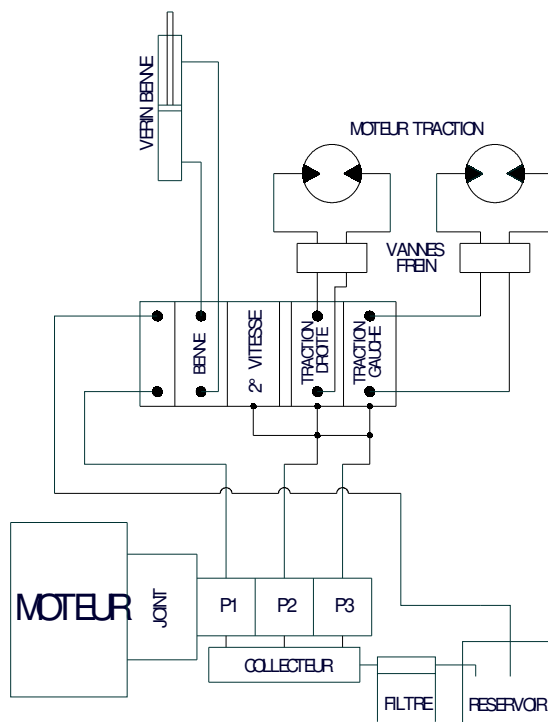 VERIN BENNE
MOTEUR TRACTION
VANNES
FREIN
BENNE
2° VITESSE
TRACTION
DROITE
TRACTION
GAUCHE
MOTEUR
JOINT
P1
P2
P3
COLLECTEUR
FILTRE
RESERVOIR